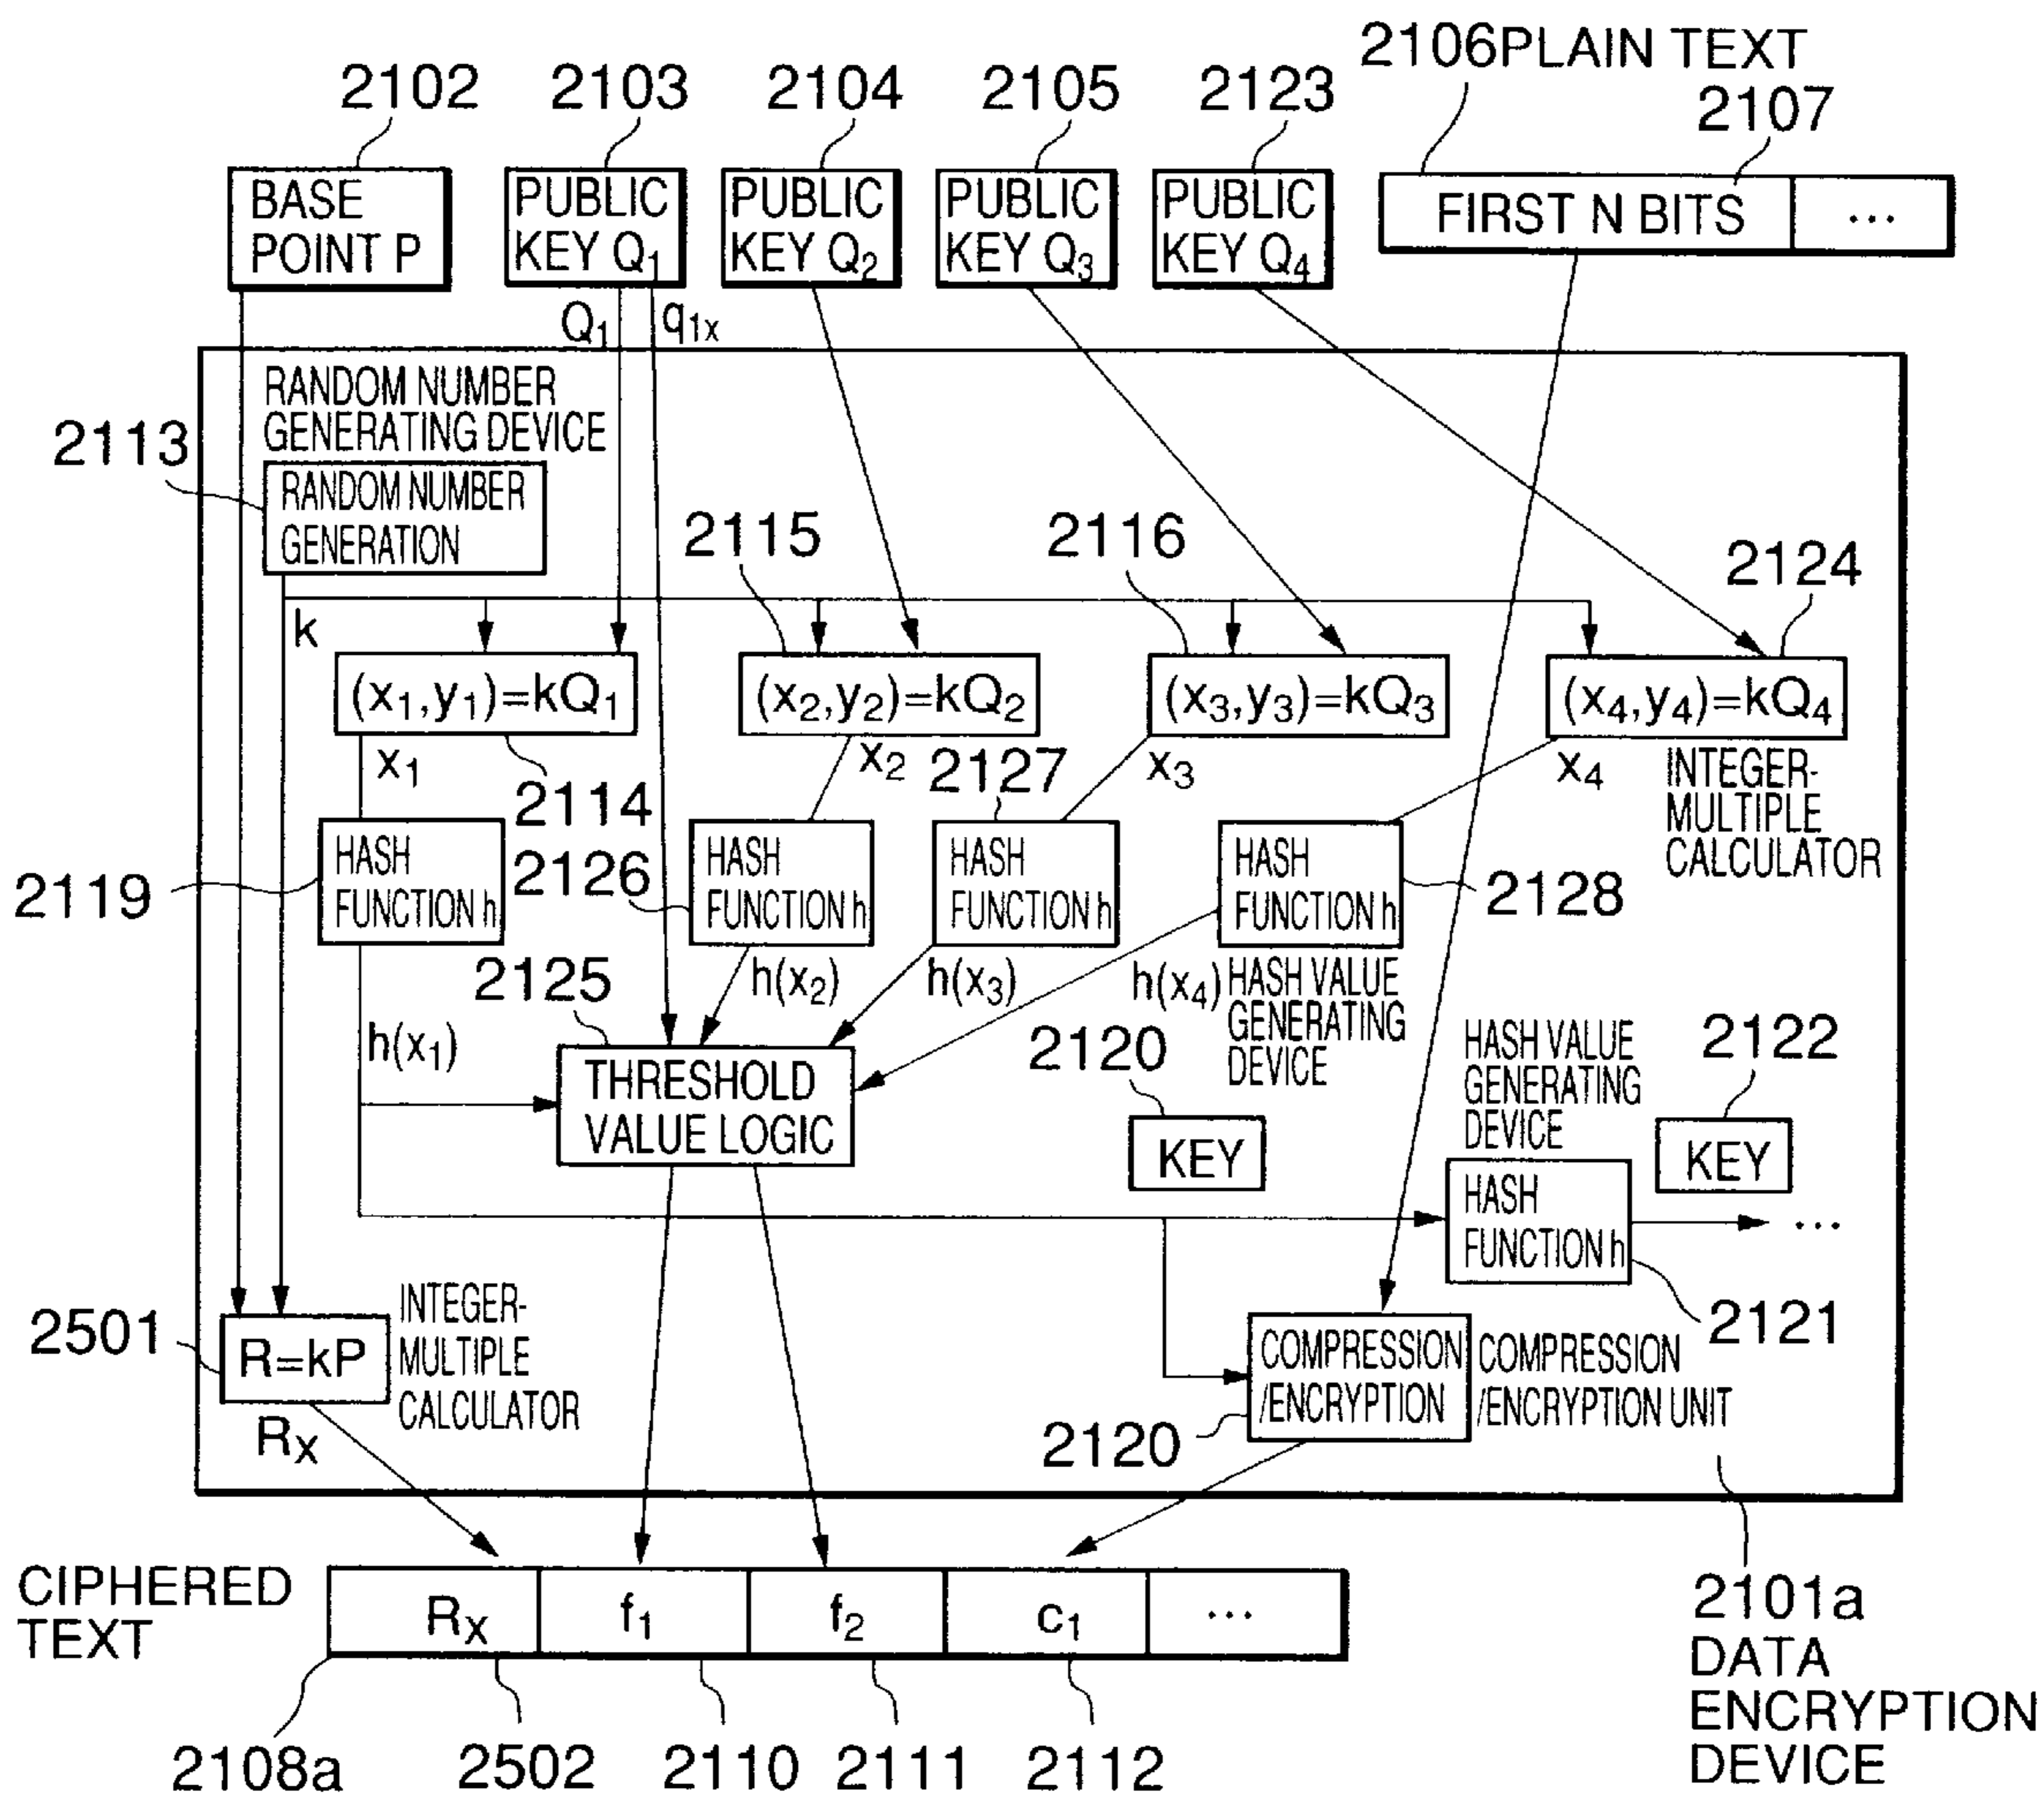 2106PLAIN TEXT
2102
2103
2104
2105
2123
2107
BASE
POINT P
PUBLIC
KEY Q1
PUBLIC
KEY Q2
PUBLIC
KEY Q3
PUBLIC
KEY Q4
FIRST N BITS
...
Q1
q1x
RANDOM NUMBER
GENERATING DEVICE
2113
RANDOM NUMBER
GENERATION
2115
2116
2124
k
(x1,y1)=kQ1
(x2,y2)=kQ2
(x3,y3)=kQ3
(x4,y4)=kQ4
x1
2114
x2
2127
x3
x4
INTEGER-
MULTIPLE
CALCULATOR
2119
HASH
FUNCTION h
2126
HASH
FUNCTION h
HASH
FUNCTION h
HASH
FUNCTION h
2128
2125
h(x2)
h(x3)
h(x4)
HASH VALUE
GENERATING
DEVICE
h(x1)
THRESHOLD
VALUE LOGIC
2120
KEY
HASH VALUE
GENERATING
DEVICE
2122
KEY
HASH
FUNCTION h
...
2121
2501
R=kP
INTEGER-
MULTIPLE
CALCULATOR
RX
COMPRESSION
/ENCRYPTION
COMPRESSION
/ENCRYPTION UNIT
2120
CIPHERED
TEXT
RX
f1
f2
c1
...
2101a
DATA
ENCRYPTION
DEVICE
2108a
2502
2110
2111
2112